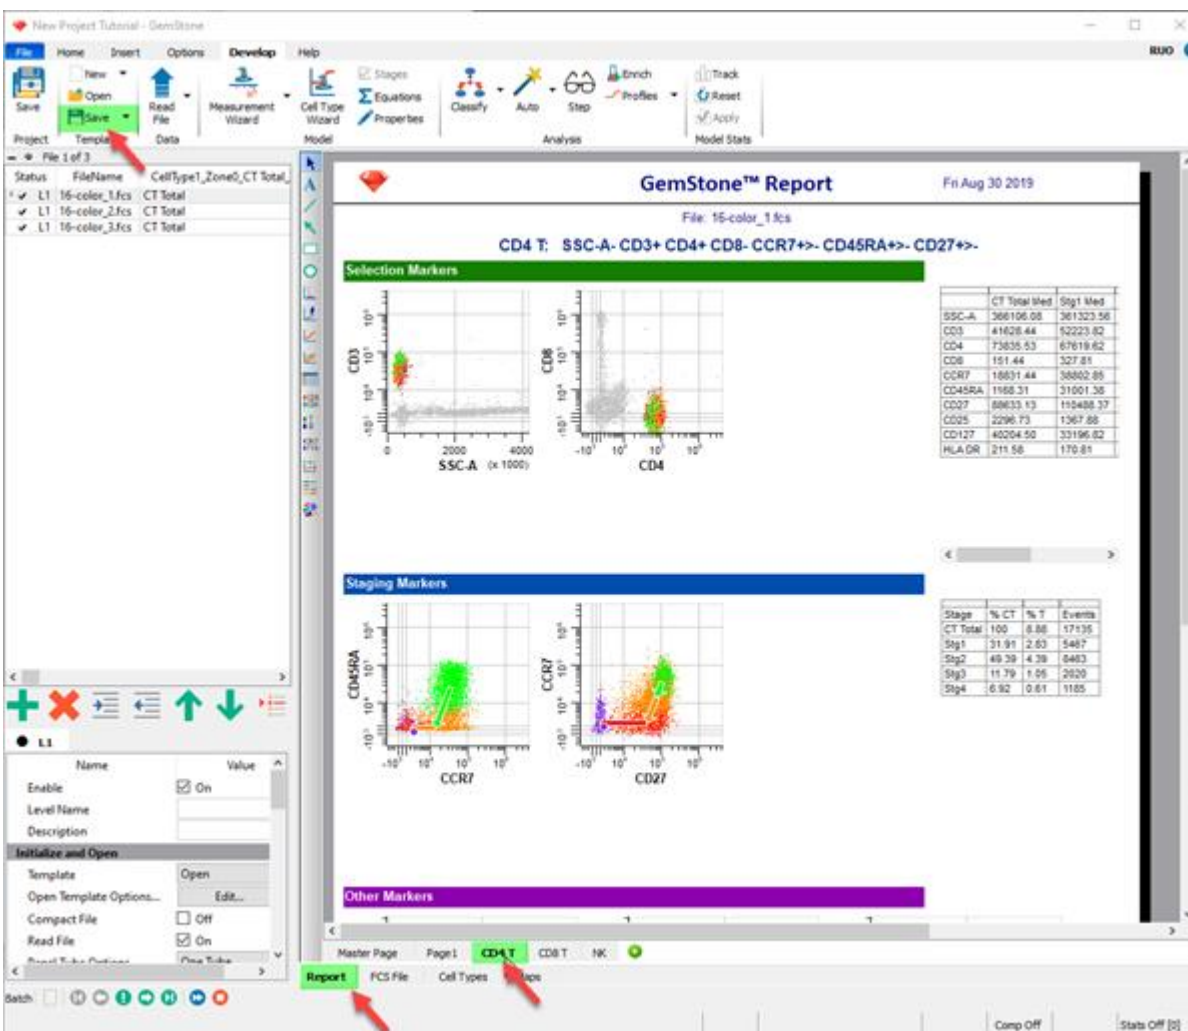 New Project Tutorial - GemStone
File Home Insert Options Develop Help RUO
Save New Open Save Read File Measurement Wizard Cell Type Wizard Stages Equations Properties Classify Auto Step Enrich Profiles Track Reset Apply
Project Data Model Analysis Model Stats
File 1 of 3
Status FileName CellType1_Zone0_CT Total_
L1 16-color_1.fcs CT Total
L1 16-color_2.fcs CT Total
L1 16-color_3.fcs CT Total
GemStone™ Report Fri Aug 30 2019
File: 16-color_1.fcs
CD4 T: SSC-A- CD3+ CD4+ CD8- CCR7+>- CD45RA+>- CD27+>-
Selection Markers
CD3
0 2000 4000
SSC-A (x 1000)
CD8
CD4
CT Total Med Stg1 Med
SSC-A 366106.08 361323.56
CD3 41628.44 52223.82
CD4 73835.53 67619.62
CD8 151.44 327.81
CCR7 18831.44 38802.85
CD45RA 1168.31 31001.38
CD27 88633.13 110488.37
CD25 2296.73 1367.88
CD127 40204.50 33196.82
HLA DR 211.58 170.81
Staging Markers
CD45RA
CCR7
CCR7
CD27
Stage % CT % T Events
CT Total 100 8.88 17135
Stg1 31.91 2.83 5467
Stg2 49.39 4.39 8463
Stg3 11.79 1.05 2020
Stg4 6.92 0.61 1185
Other Markers
L1
Name Value
Enable On
Level Name
Description
Initialize and Open
Template Open
Open Template Options... Edit...
Compact File Off
Read File On
Master Page Page1 CD4 T CD8 T NK
Report FCS File Cell Types
Batch
Comp Off Stats Off [0]